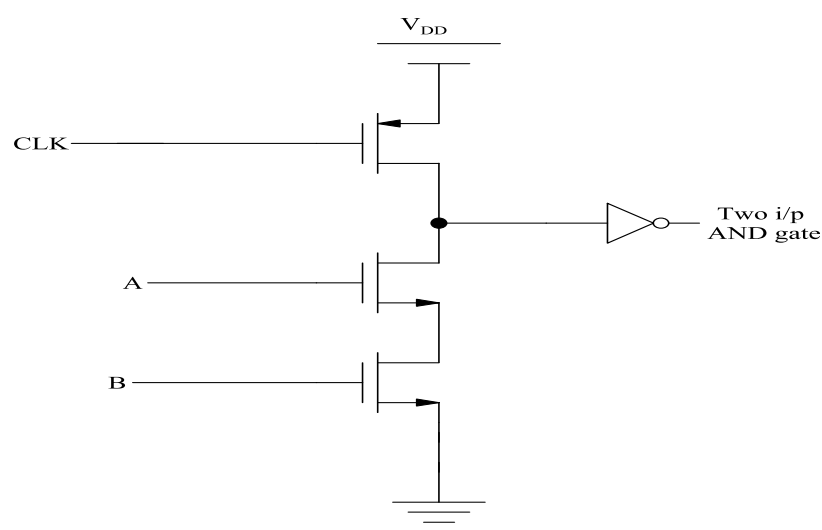 V_DD
CLK
Two i/p
AND gate
A
B